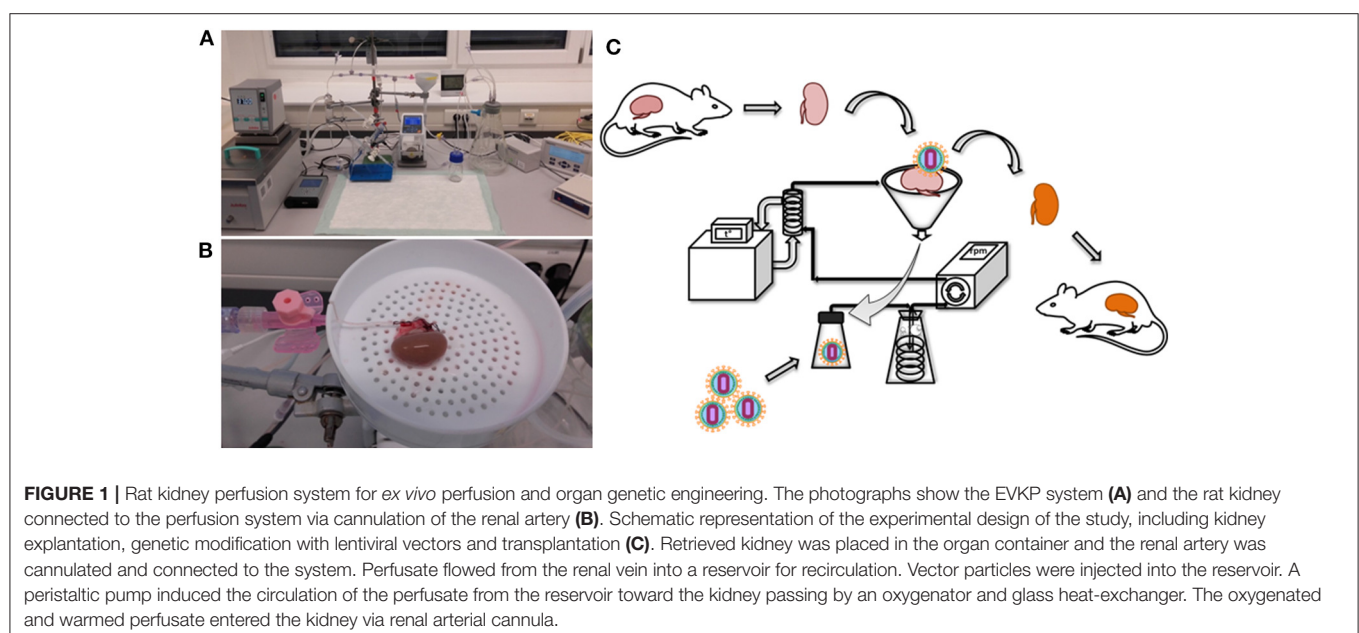 A
B
C
t°
rpm
FIGURE 1 | Rat kidney perfusion system for ex vivo perfusion and organ genetic engineering. The photographs show the EVKP system (A) and the rat kidney
connected to the perfusion system via cannulation of the renal artery (B). Schematic representation of the experimental design of the study, including kidney
explantation, genetic modification with lentiviral vectors and transplantation (C). Retrieved kidney was placed in the organ container and the renal artery was
cannulated and connected to the system. Perfusate flowed from the renal vein into a reservoir for recirculation. Vector particles were injected into the reservoir. A
peristaltic pump induced the circulation of the perfusate from the reservoir toward the kidney passing by an oxygenator and glass heat-exchanger. The oxygenated
and warmed perfusate entered the kidney via renal arterial cannula.